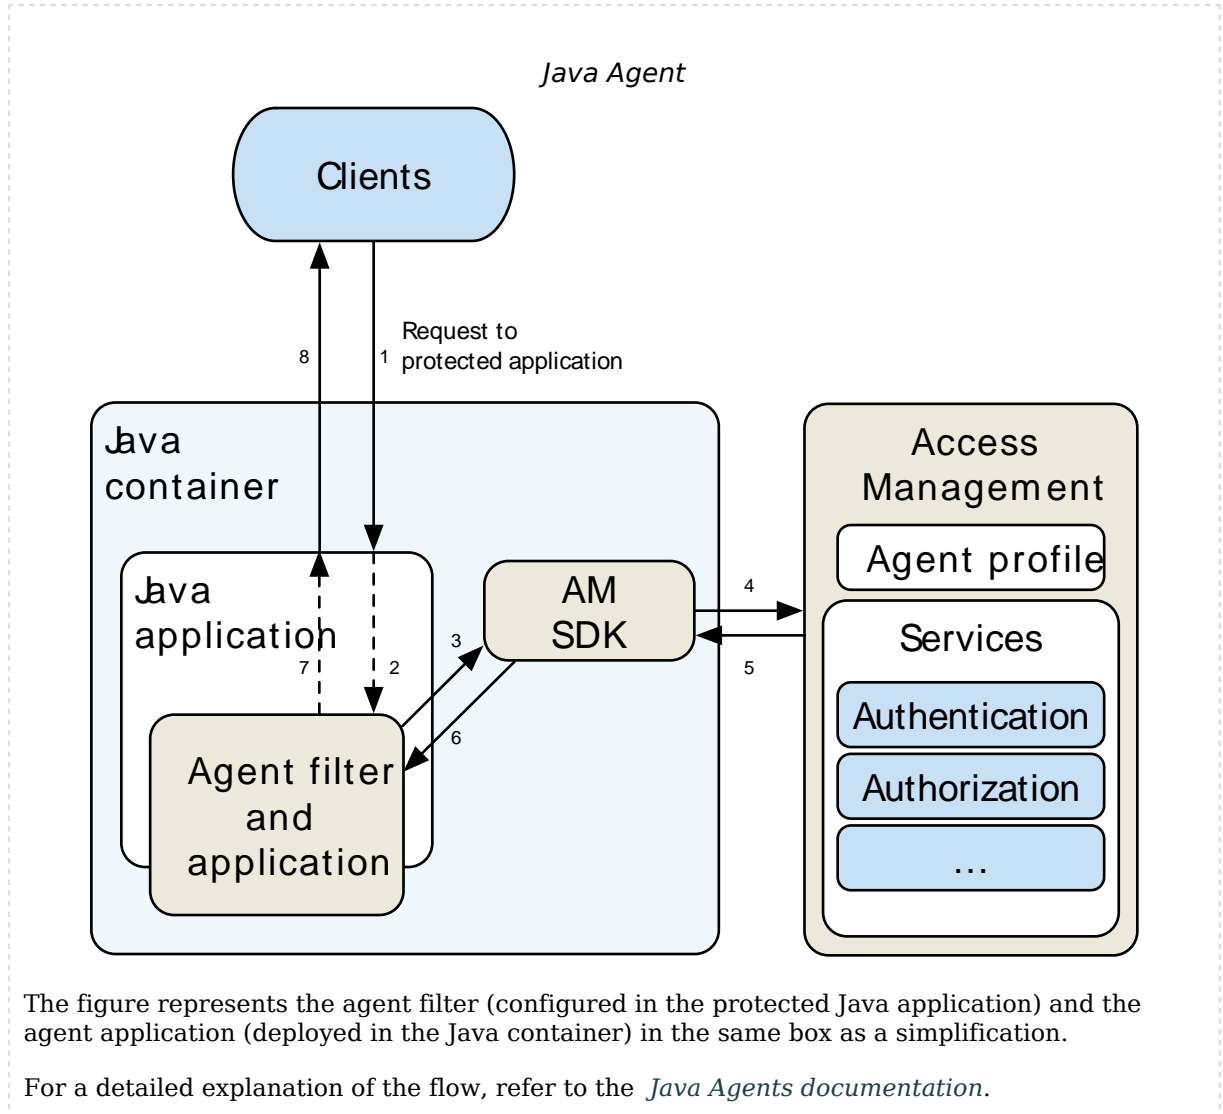 Java Agent
Clients
8
1
Request to
protected application
Java
container
Access
Management
Agent profile
Java
application
AM
SDK
4
5
Services
3
7
2
6
Authentication
Authorization
...
Agent filter
and
application
The figure represents the agent filter (configured in the protected Java application) and the
agent application (deployed in the Java container) in the same box as a simplification.
For a detailed explanation of the flow, refer to the Java Agents documentation.